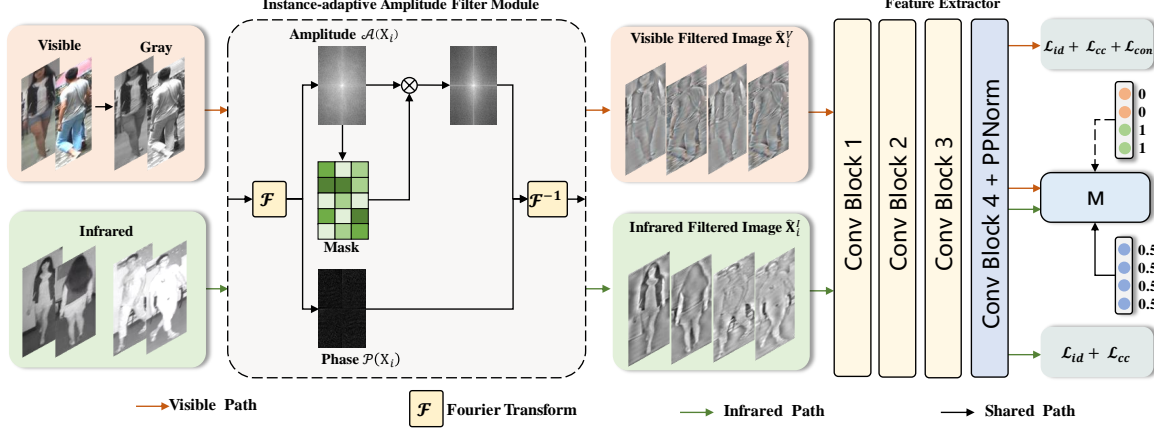 Instance-adaptive Amplitude Filter Module
Feature Extractor
Visible
Gray
Amplitude 𝒜(X_i)
ℱ
Mask
ℱ⁻¹
Phase 𝒫(X_i)
Infrared
Visible Filtered Image X̂_i^V
Infrared Filtered Image X̂_i^I
Conv Block 1
Conv Block 2
Conv Block 3
Conv Block 4 + PPNorm
ℒ_id + ℒ_cc + ℒ_con
0
0
1
1
M
0.5
0.5
0.5
0.5
ℒ_id + ℒ_cc
Visible Path
ℱ Fourier Transform
Infrared Path
Shared Path